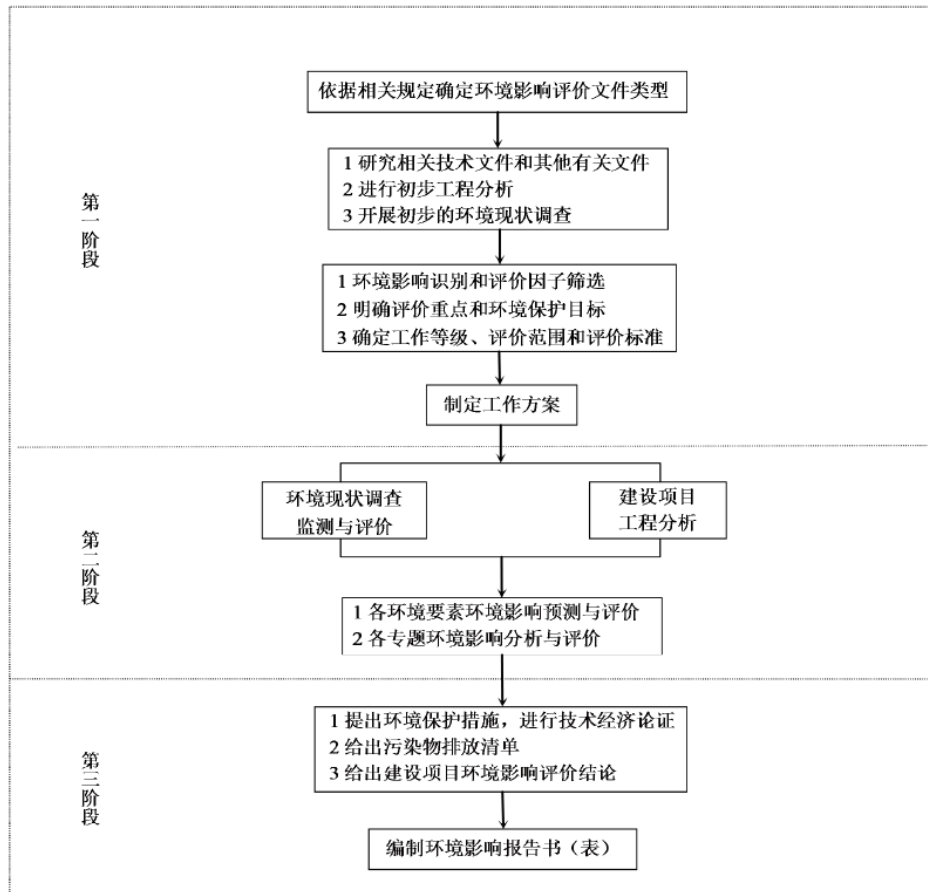 依据相关规定确定环境影响评价文件类型
1 研究相关技术文件和其他有关文件
2 进行初步工程分析
3 开展初步的环境现状调查
第一阶段
1 环境影响识别和评价因子筛选
2 明确评价重点和环境保护目标
3 确定工作等级、评价范围和评价标准
制定工作方案
环境现状调查
监测与评价
建设项目
工程分析
第二阶段
1 各环境要素环境影响预测与评价
2 各专题环境影响分析与评价
1 提出环境保护措施，进行技术经济论证
2 给出污染物排放清单
3 给出建设项目环境影响评价结论
第三阶段
编制环境影响报告书（表）